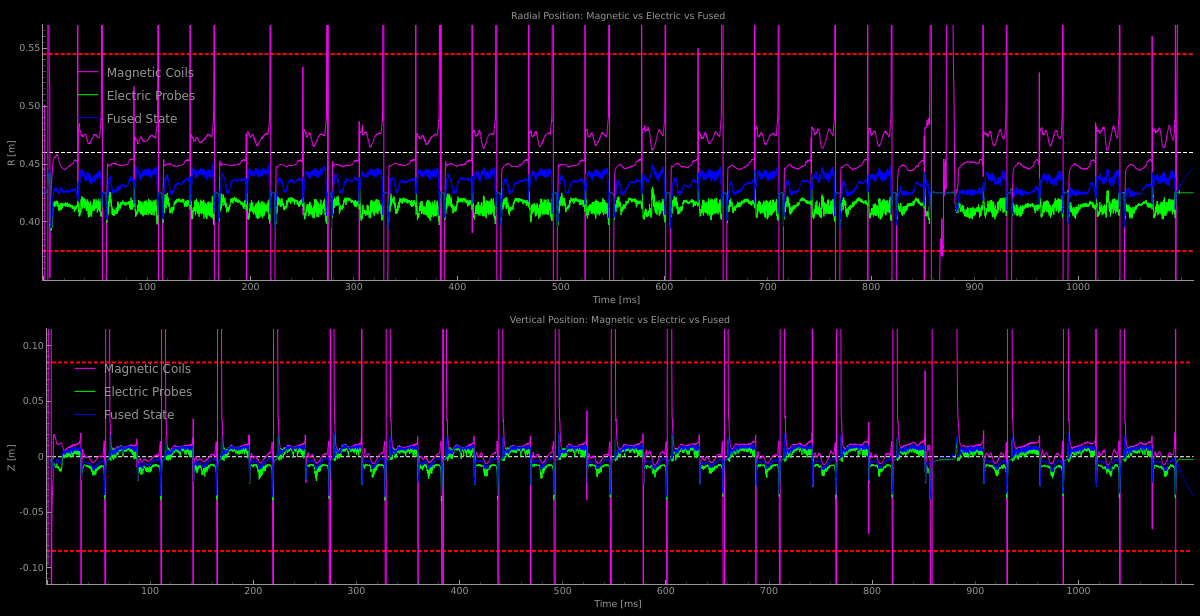 Radial Position: Magnetic vs Electric vs Fused
0.55
Magnetic Coils
Electric Probes
0.50
Fused State
R [m]
0.45
0.40
100 200 300 400 500 600 700 800 900 1000
Time [ms]
Vertical Position: Magnetic vs Electric vs Fused
0.10
Magnetic Coils
Electric Probes
0.05
Fused State
Z [m]
0
-0.05
-0.10
100 200 300 400 500 600 700 800 900 1000
Time [ms]